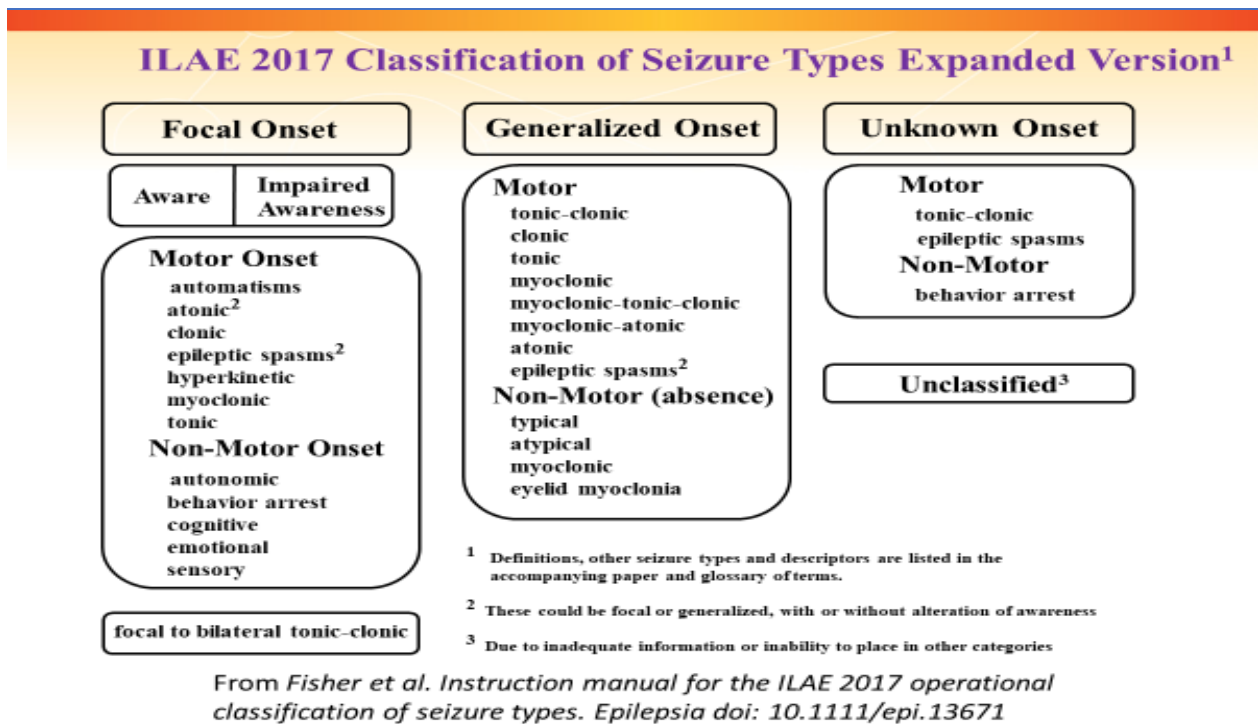 ILAE 2017 Classification of Seizure Types Expanded Version¹
Focal Onset
Aware
Impaired
Awareness
Motor Onset
automatisms
atonic²
clonic
epileptic spasms²
hyperkinetic
myoclonic
tonic
Non-Motor Onset
autonomic
behavior arrest
cognitive
emotional
sensory
focal to bilateral tonic-clonic
Generalized Onset
Motor
tonic-clonic
clonic
tonic
myoclonic
myoclonic-tonic-clonic
myoclonic-atonic
atonic
epileptic spasms²
Non-Motor (absence)
typical
atypical
myoclonic
eyelid myoclonia
Unknown Onset
Motor
tonic-clonic
epileptic spasms
Non-Motor
behavior arrest
Unclassified³
¹ Definitions, other seizure types and descriptors are listed in the
accompanying paper and glossary of terms.
² These could be focal or generalized, with or without alteration of awareness
³ Due to inadequate information or inability to place in other categories
From Fisher et al. Instruction manual for the ILAE 2017 operational
classification of seizure types. Epilepsia doi: 10.1111/epi.13671